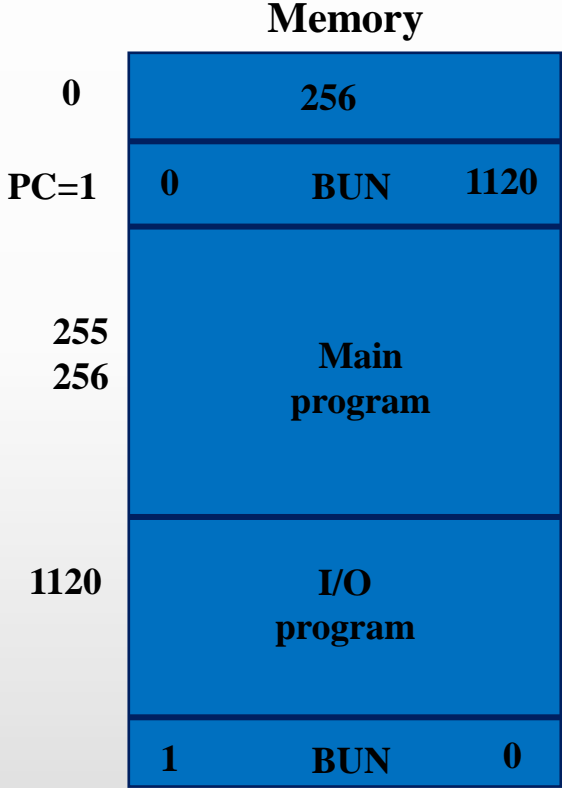 Memory
0 256
PC=1 0 BUN 1120
255
256
Main
program
1120
I/O
program
1 BUN 0